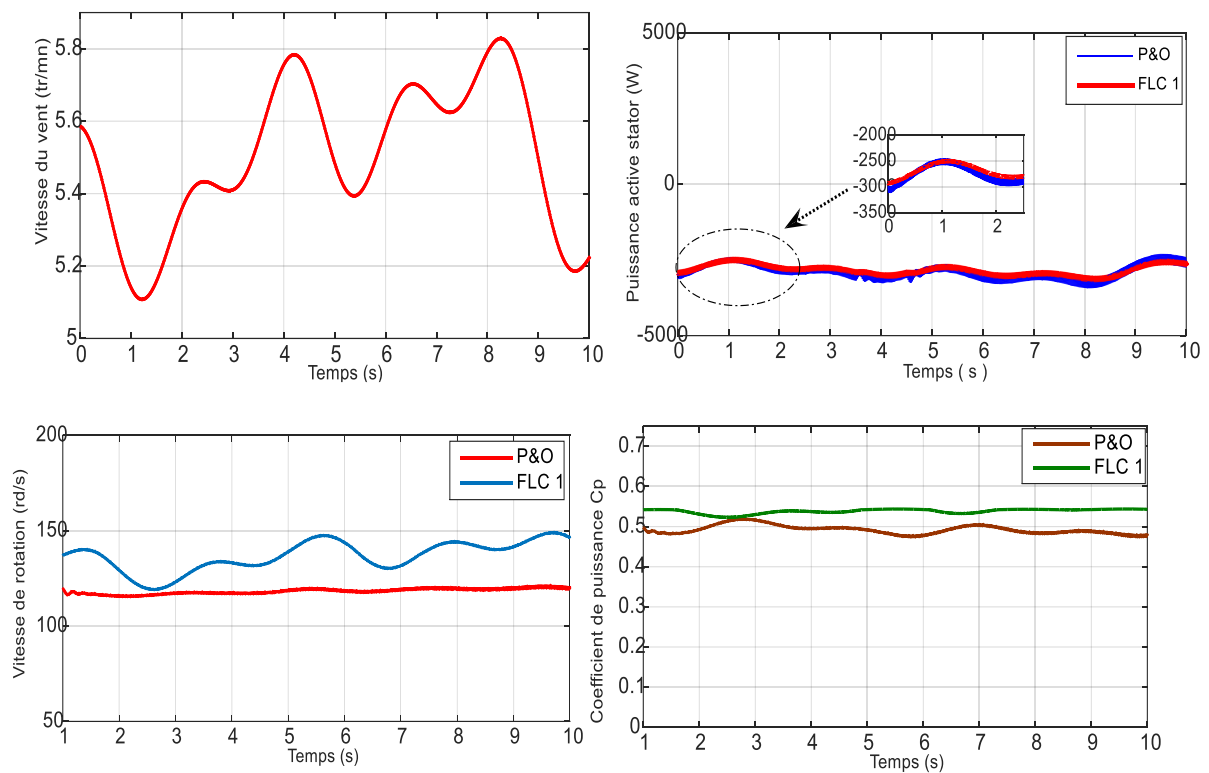 5.8
5.6
5.4
5.2
5
0 1 2 3 4 5 6 7 8 9 10
Vitesse du vent (tr/mn)
Temps (s)
5000
0
-5000
0 1 2 3 4 5 6 7 8 9 10
Puissance active stator (W)
Temps ( s )
P&O
FLC 1
-2000
-2500
-3000
-3500
0 1 2
200
150
100
50
1 2 3 4 5 6 7 8 9 10
Vitesse de rotation (rd/s)
Temps (s)
P&O
FLC 1
0.7
0.6
0.5
0.4
0.3
0.2
0.1
0
1 2 3 4 5 6 7 8 9 10
Coefficient de puissance Cp
Temps (s)
P&O
FLC 1